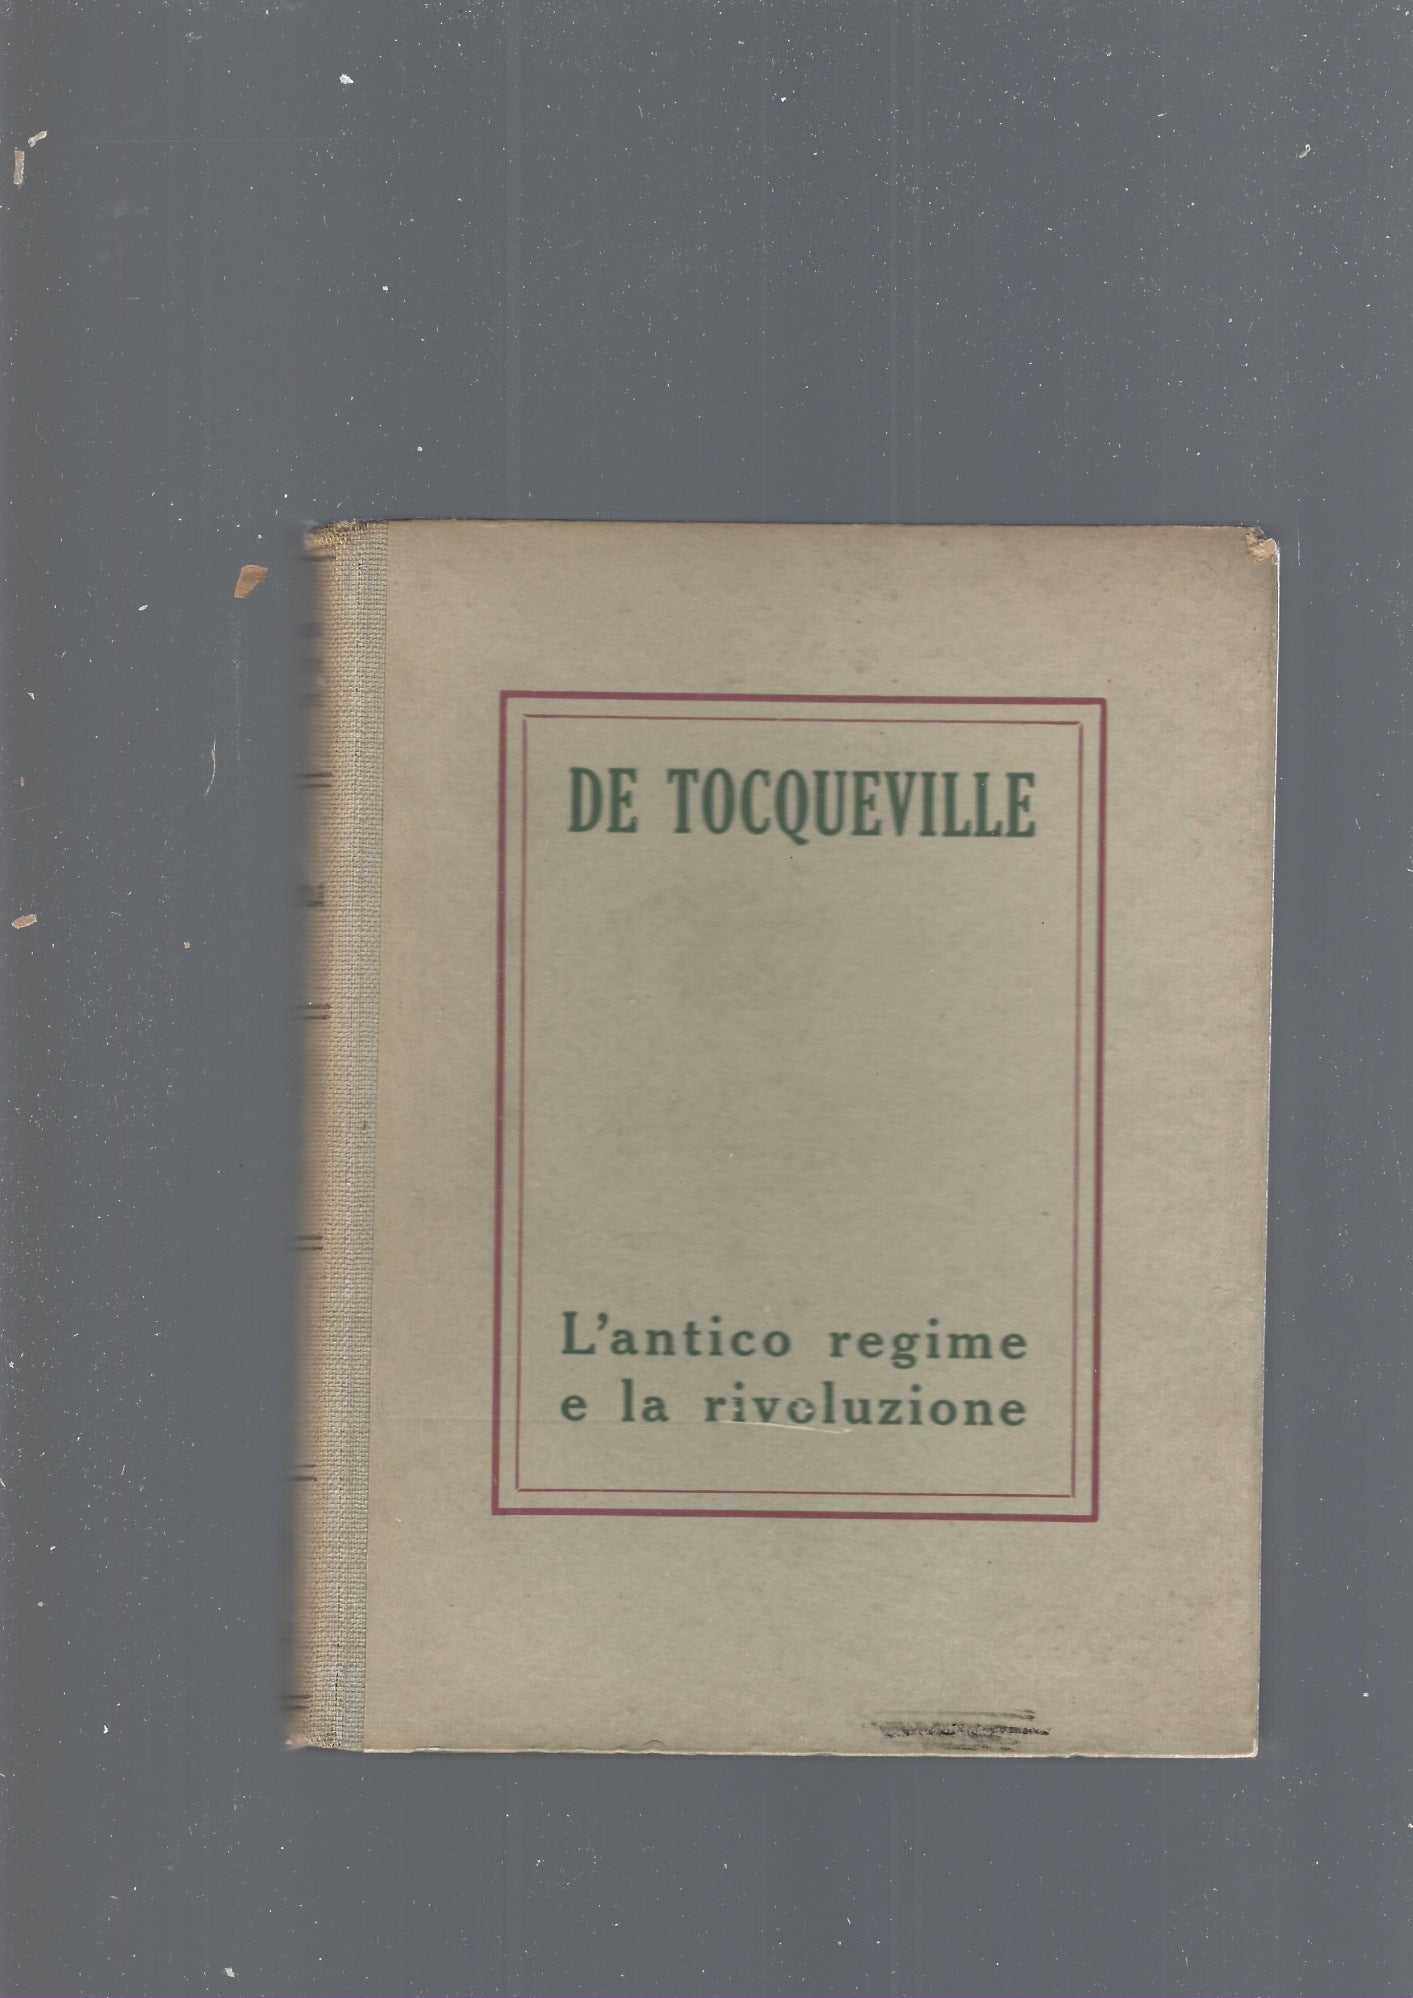 DE TOCQUEVILLE
L'antico regime
e la rivoluzione